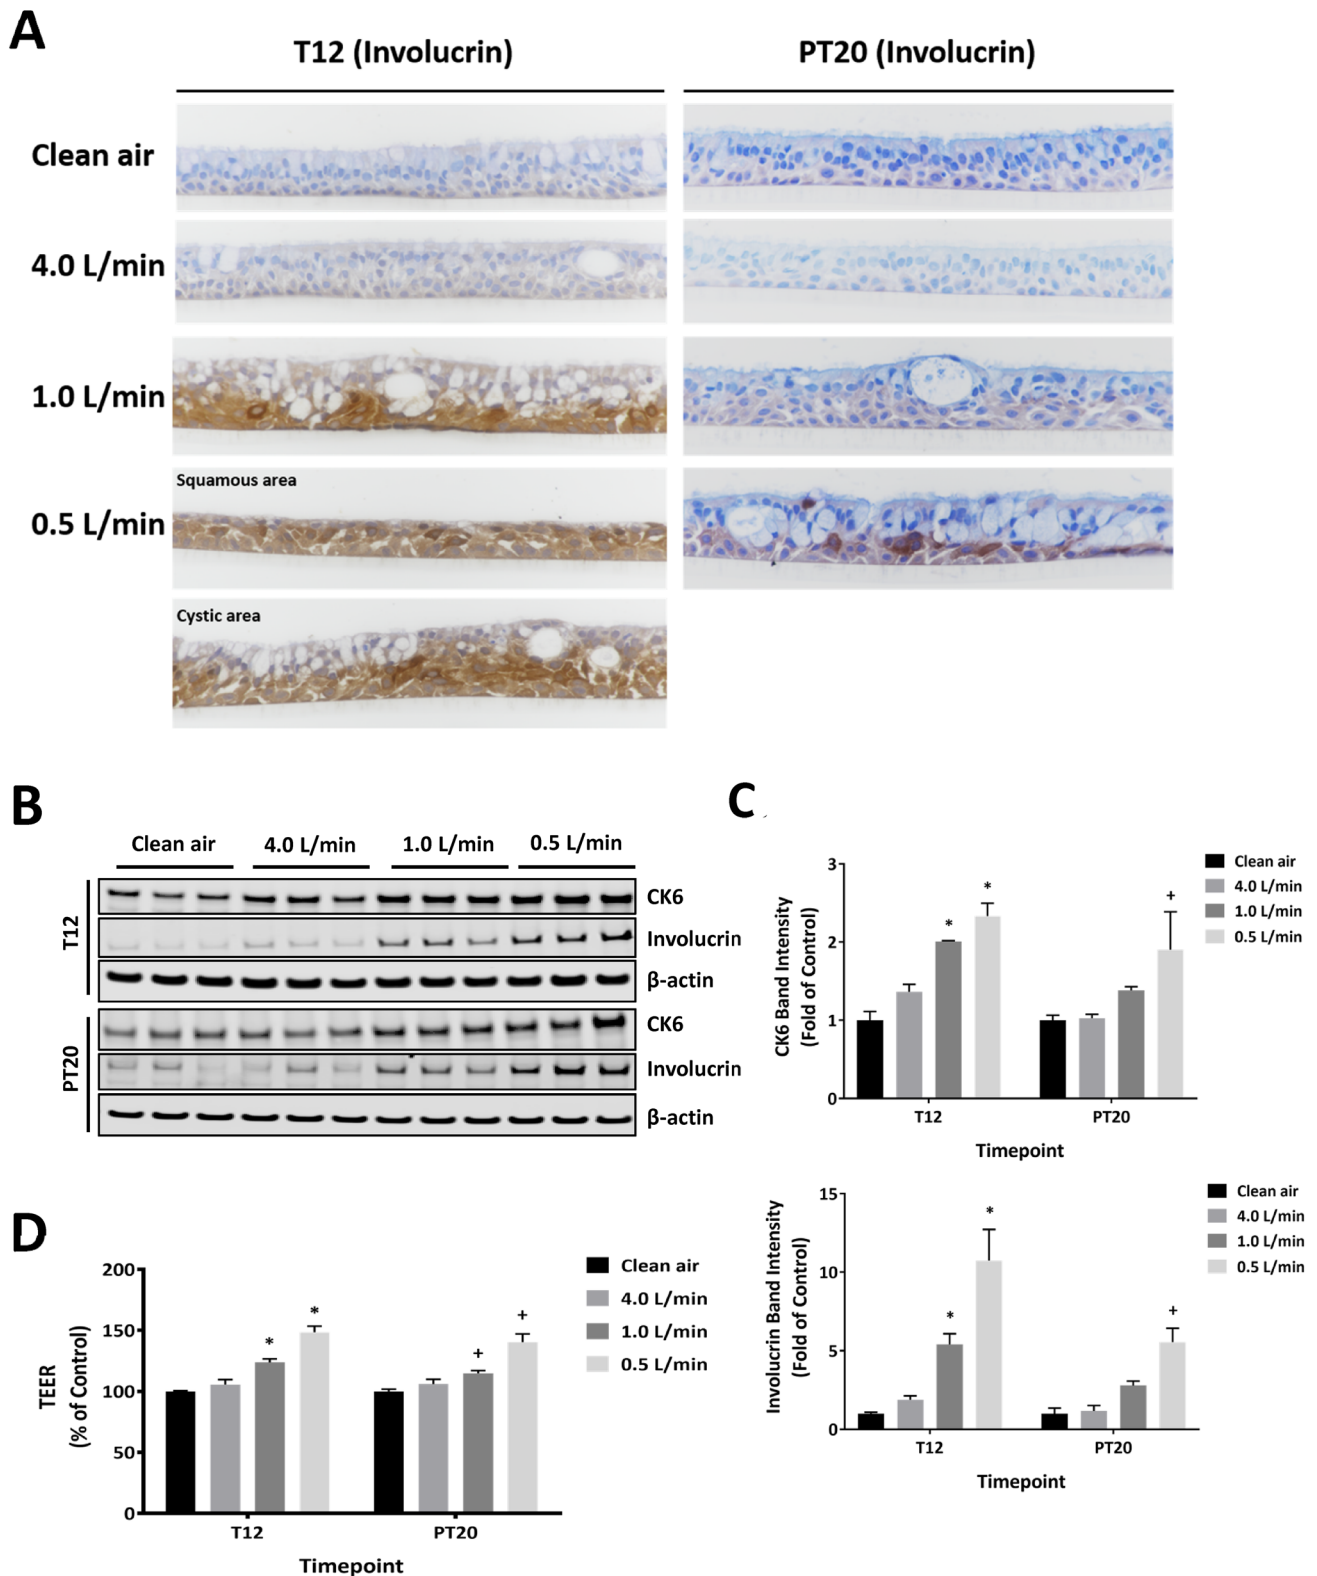 A
T12 (Involucrin)
PT20 (Involucrin)
Clean air
4.0 L/min
1.0 L/min
0.5 L/min
Squamous area
Cystic area
B
Clean air
4.0 L/min
1.0 L/min
0.5 L/min
T12
CK6
Involucrin
β-actin
PT20
CK6
Involucrin
β-actin
C
CK6 Band Intensity
(Fold of Control)
3
2
1
0
*
*
+
T12
PT20
Timepoint
Clean air
4.0 L/min
1.0 L/min
0.5 L/min
Involucrin Band Intensity
(Fold of Control)
15
10
5
0
*
*
+
T12
PT20
Timepoint
Clean air
4.0 L/min
1.0 L/min
0.5 L/min
D
TEER
(% of Control)
200
150
100
50
0
*
*
+
+
T12
PT20
Timepoint
Clean air
4.0 L/min
1.0 L/min
0.5 L/min